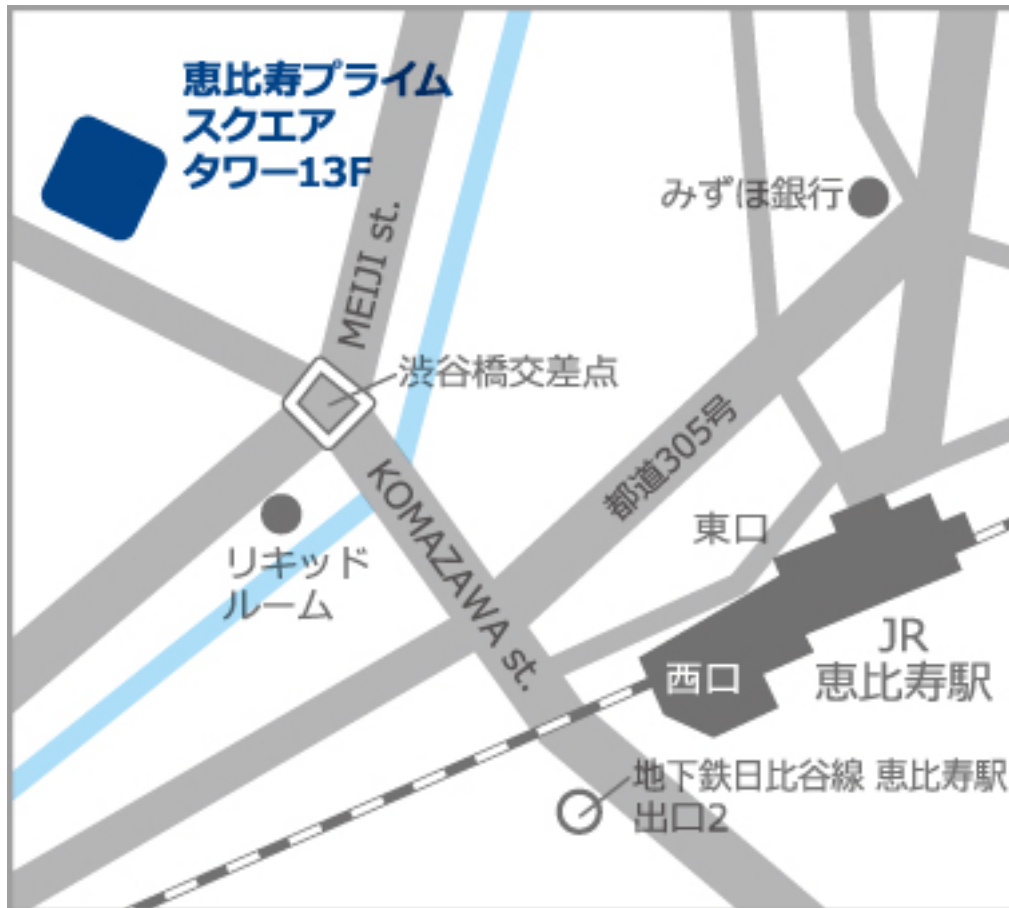 恵比寿プライム
スクエア
タワー13F
みずほ銀行
MEIJI st.
渋谷橋交差点
都道305号
KOMAZAWA st.
東口
リキッド
ルーム
JR
恵比寿駅
西口
地下鉄日比谷線 恵比寿駅
出口2